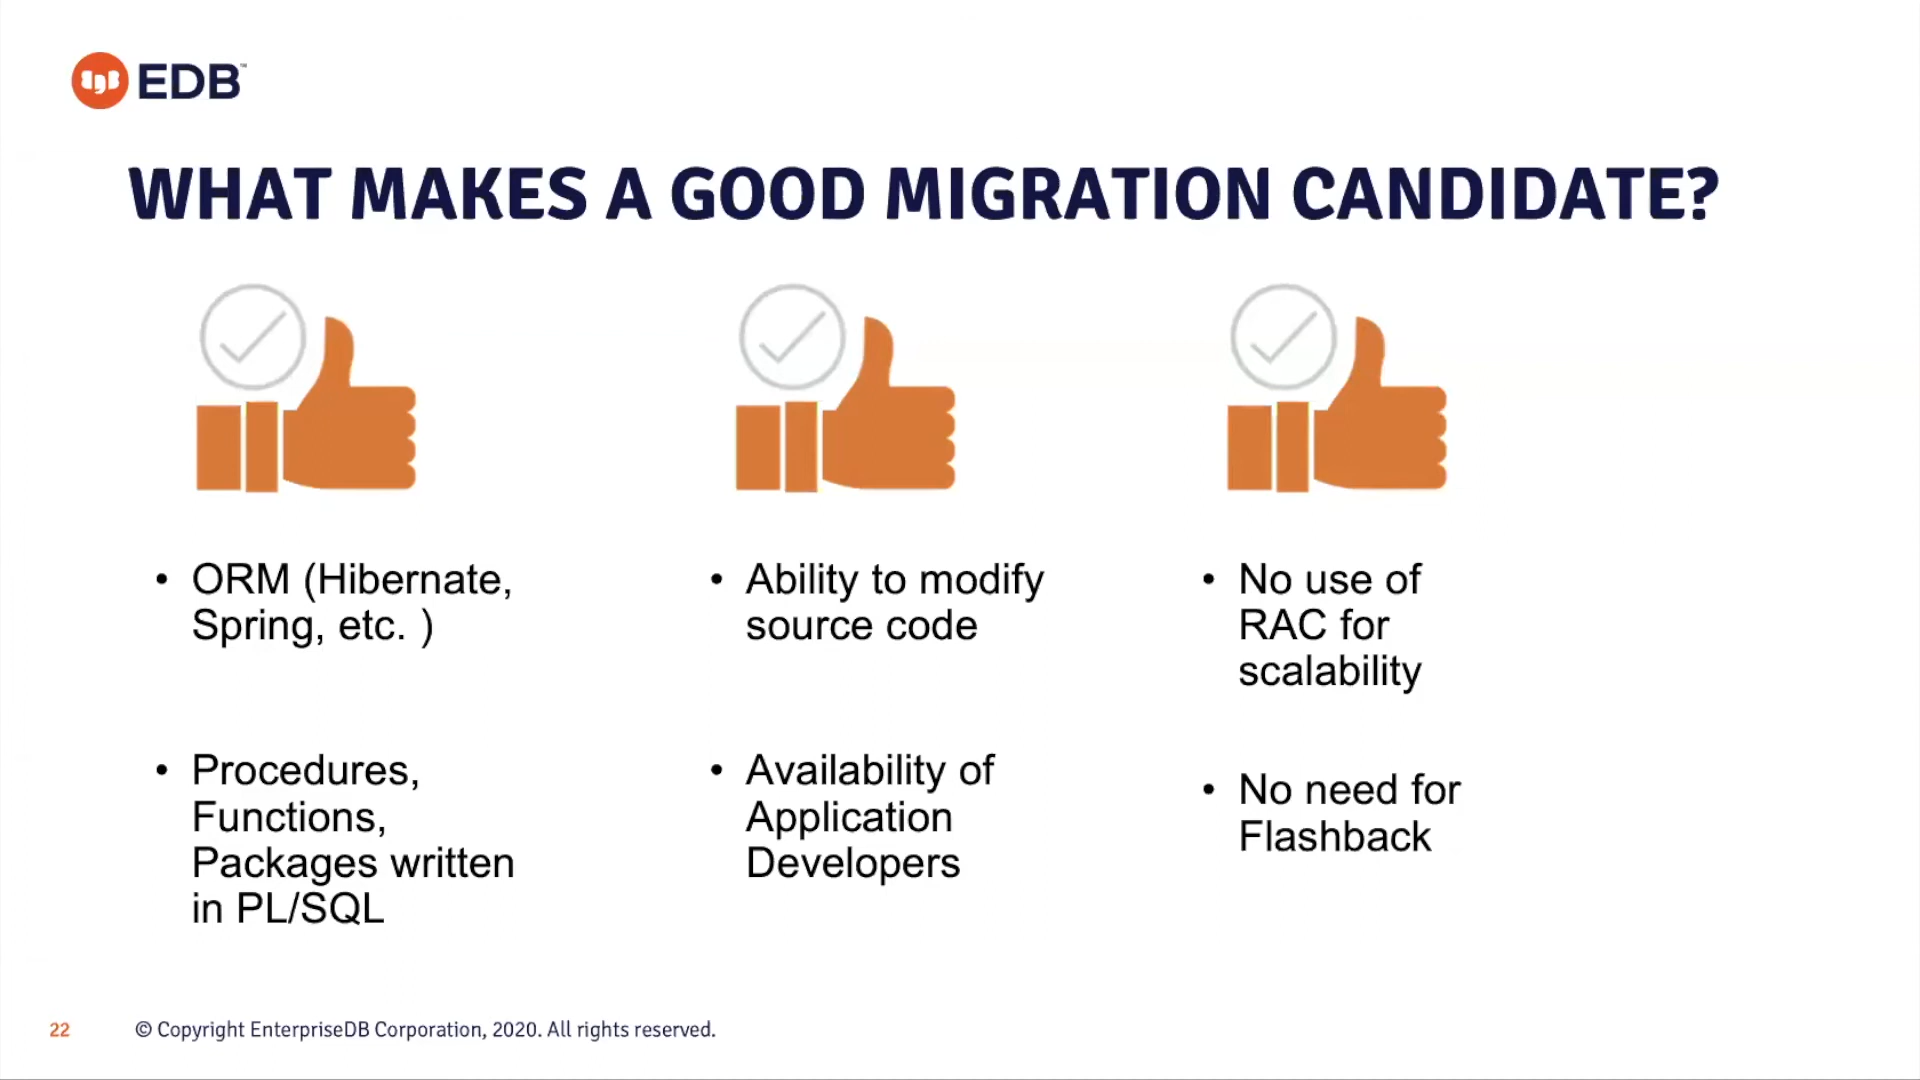 EDB™
WHAT MAKES A GOOD MIGRATION CANDIDATE?
• ORM (Hibernate,
Spring, etc. )
• Procedures,
Functions,
Packages written
in PL/SQL
• Ability to modify
source code
• Availability of
Application
Developers
• No use of
RAC for
scalability
• No need for
Flashback
22
© Copyright EnterpriseDB Corporation, 2020. All rights reserved.